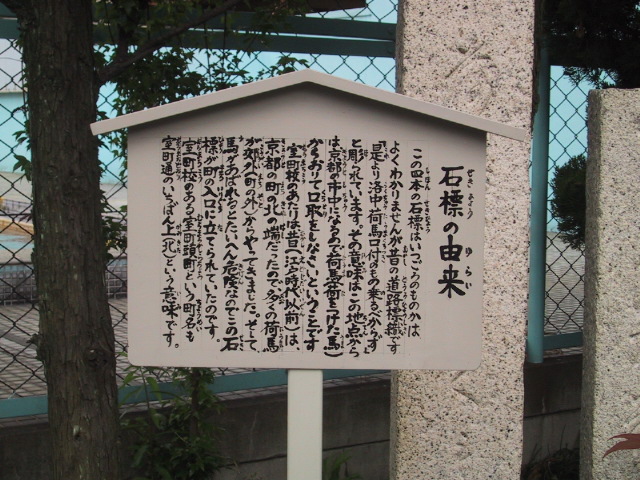 石標の由来
この四本の石標はいつごろのものかは
よくわかりませんが昔の道路標識です
「是より洛中荷馬口付のもの乗るべからず」
と彫られています。その意味はこの地点から
は京都の市中になるので荷馬(荷をつけた馬)
からおりて口取をしなさいということです
室町校のあたりは昔(江戸時代以前)は、
京都の町の北の端だったので多くの荷馬
が郊外(町の外)からやってきました。そして、
馬があばれるとたいへん危険なのでこの石
標が町の入口に立てられていたのです。
室町校のある室町頭町という町名も
室町通のいちばん上(北)という意味です。